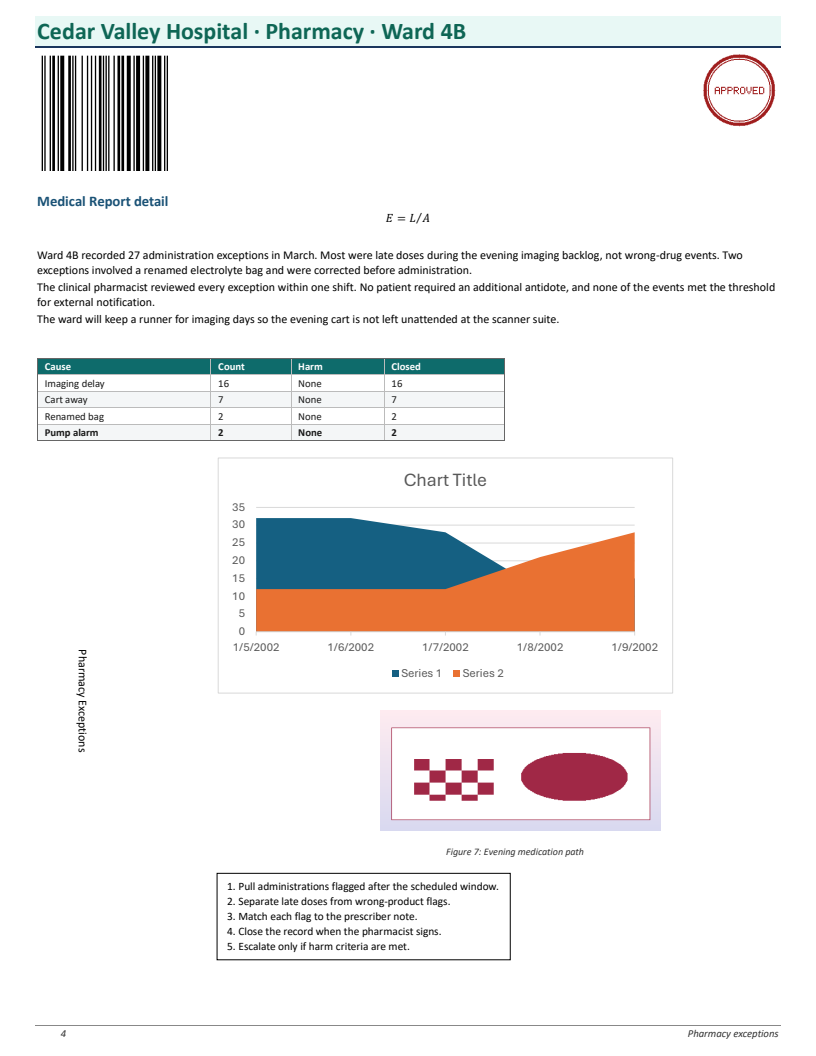 Cedar Valley Hospital · Pharmacy · Ward 4B
APPROVED
Medical Report detail
E = L/A
Ward 4B recorded 27 administration exceptions in March. Most were late doses during the evening imaging backlog, not wrong-drug events. Two
exceptions involved a renamed electrolyte bag and were corrected before administration.
The clinical pharmacist reviewed every exception within one shift. No patient required an additional antidote, and none of the events met the threshold
for external notification.
The ward will keep a runner for imaging days so the evening cart is not left unattended at the scanner suite.
Cause Count Harm Closed
Imaging delay 16 None 16
Cart away 7 None 7
Renamed bag 2 None 2
Pump alarm 2 None 2
Chart Title
35
30
25
20
15
10
5
0
1/5/2002 1/6/2002 1/7/2002 1/8/2002 1/9/2002
Series 1 Series 2
Pharmacy Exceptions
Figure 7: Evening medication path
1. Pull administrations flagged after the scheduled window.
2. Separate late doses from wrong-product flags.
3. Match each flag to the prescriber note.
4. Close the record when the pharmacist signs.
5. Escalate only if harm criteria are met.
4 Pharmacy exceptions